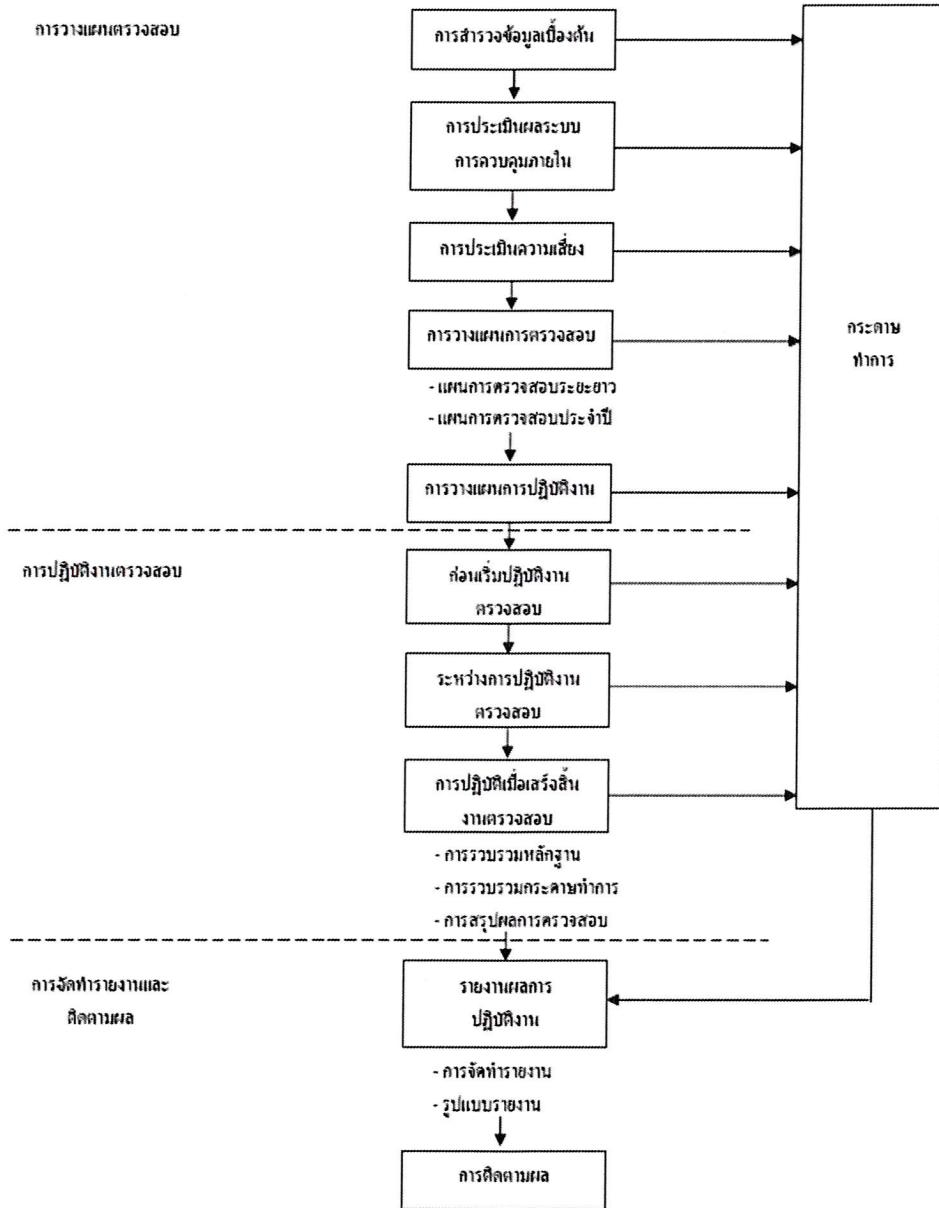 การวางแผนตรวจสอบ
การสำรวจข้อมูลเบื้องต้น
การประเมินผลระบบ
การควบคุมภายใน
การประเมินความเสี่ยง
การวางแผนการตรวจสอบ
- แผนการตรวจสอบระยะยาว
- แผนการตรวจสอบประจำปี
การวางแผนการปฏิบัติงาน
กระดาษ
ทำการ
การปฏิบัติงานตรวจสอบ
ก่อนเริ่มปฏิบัติงาน
ตรวจสอบ
ระหว่างการปฏิบัติงาน
ตรวจสอบ
การปฏิบัติเมื่อเสร็จสิ้น
งานตรวจสอบ
- การรวบรวมหลักฐาน
- การรวบรวมกระดาษทำการ
- การสรุปผลการตรวจสอบ
การจัดทำรายงานและ
ติดตามผล
รายงานผลการ
ปฏิบัติงาน
- การจัดทำรายงาน
- รูปแบบรายงาน
การติดตามผล